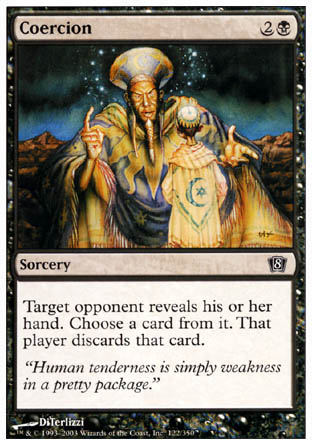 Coercion 2
Sorcery 8
Target opponent reveals his or her
hand. Choose a card from it. That
player discards that card.
“Human tenderness is simply weakness
in a pretty package.”
DiTerlizzi
™ & © 1993–2003 Wizards of the Coast, Inc. 122/350